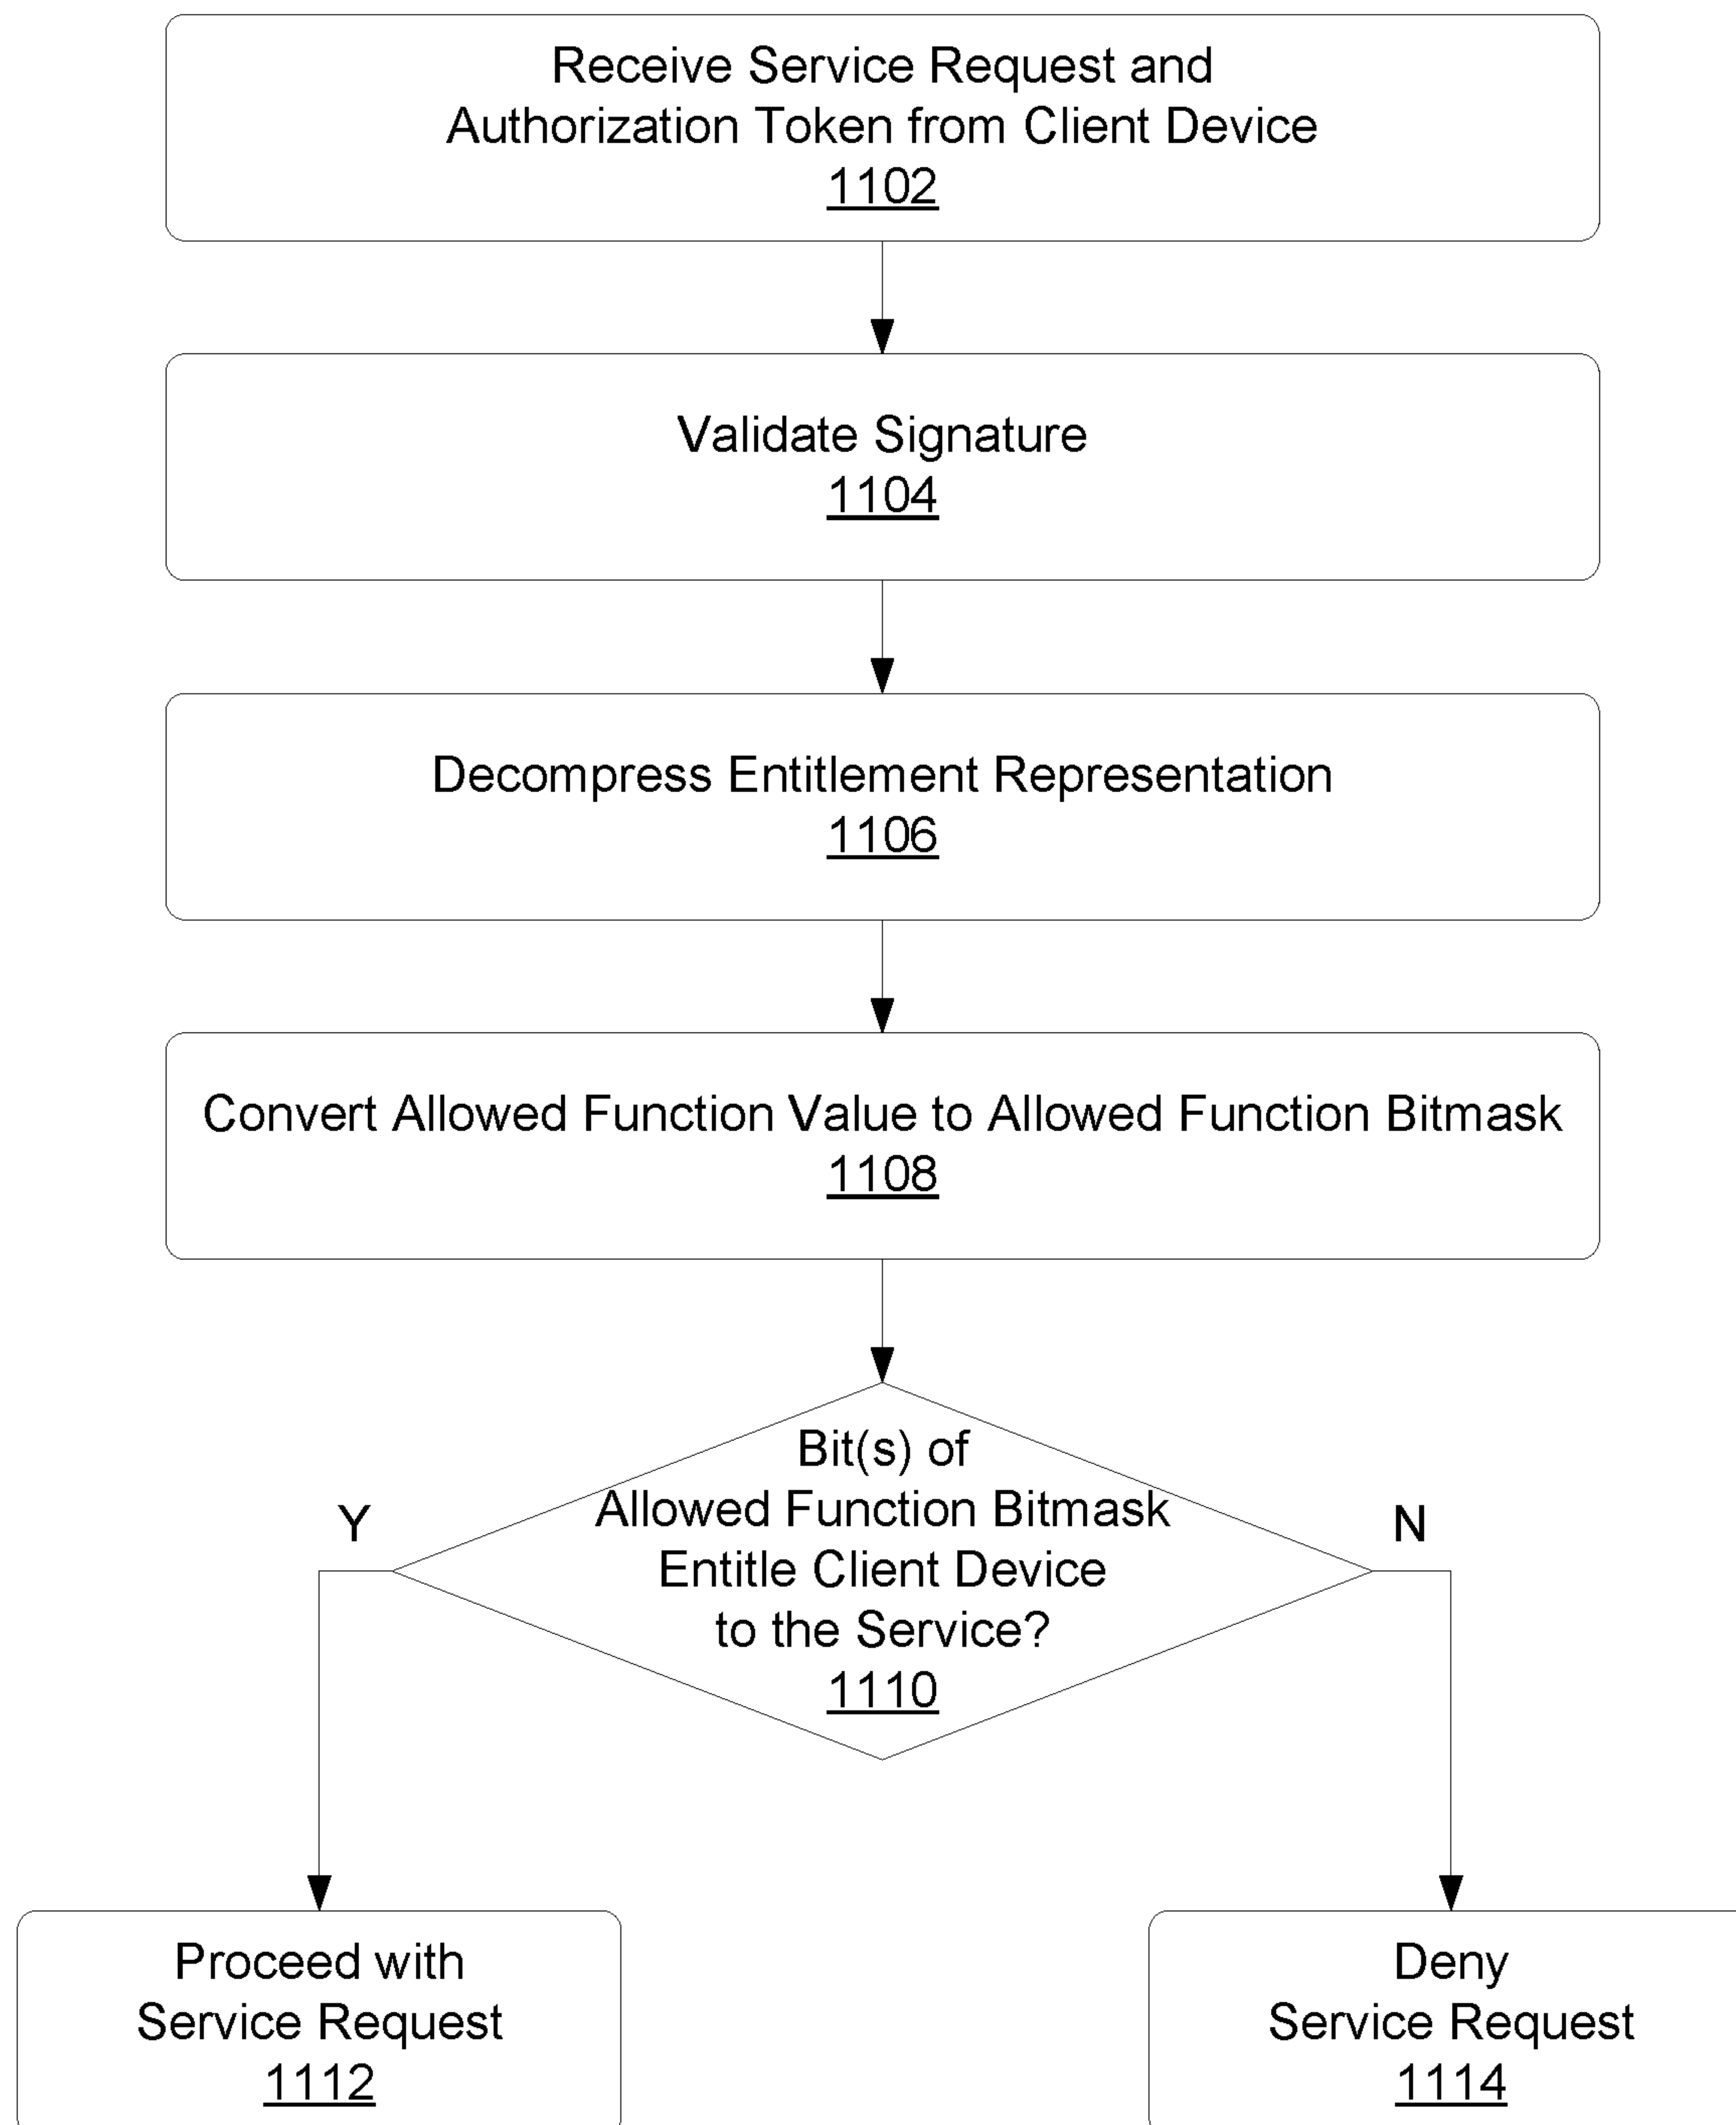 Receive Service Request and
Authorization Token from Client Device
1102
Validate Signature
1104
Decompress Entitlement Representation
1106
Convert Allowed Function Value to Allowed Function Bitmask
1108
Bit(s) of
Allowed Function Bitmask
Entitle Client Device
to the Service?
1110
Y
N
Proceed with
Service Request
1112
Deny
Service Request
1114